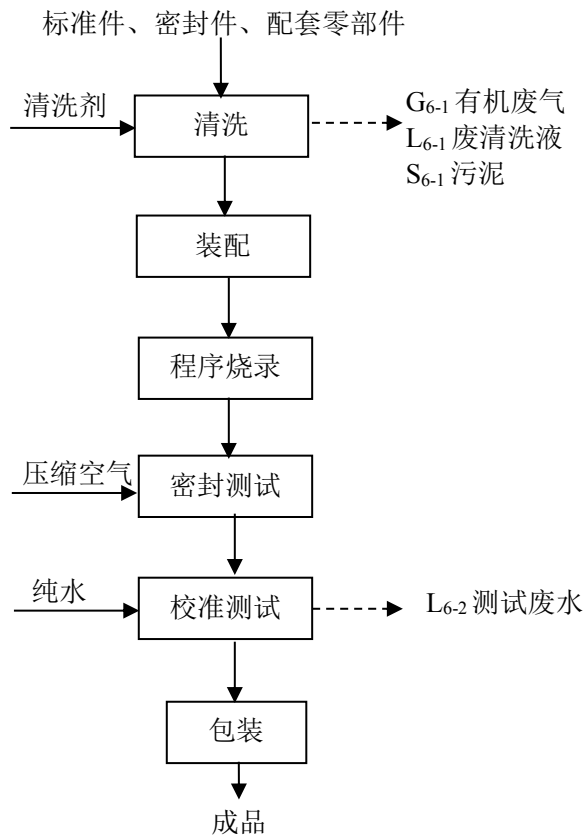 标准件、密封件、配套零部件
清洗剂
清洗
G6-1 有机废气
L6-1 废清洗液
S6-1 污泥
装配
程序烧录
压缩空气
密封测试
纯水
校准测试
L6-2 测试废水
包装
成品